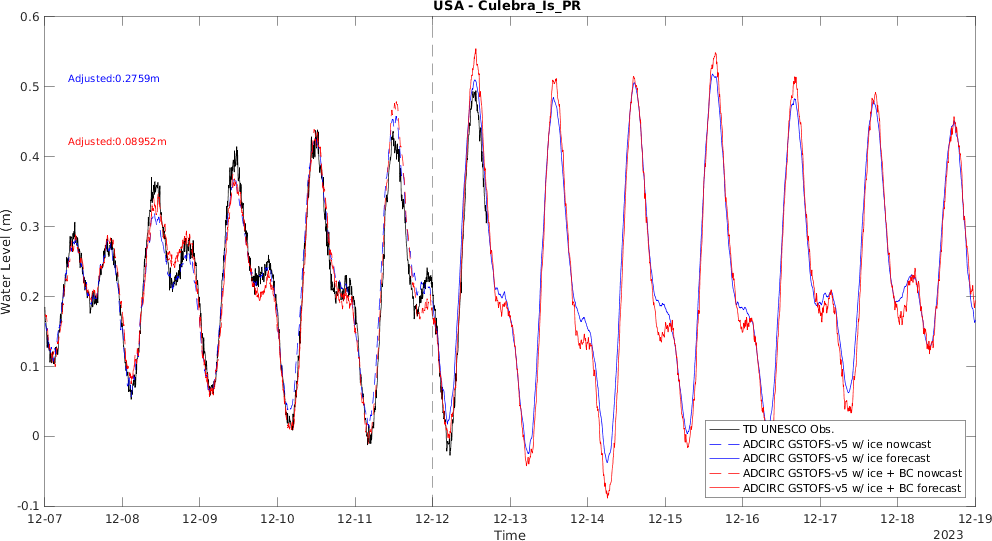 USA - Culebra_Is_PR
0.6
0.5
0.4
0.3
0.2
0.1
0
-0.1
Water Level (m)
Adjusted:0.2759m
Adjusted:0.08952m
TD UNESCO Obs.
ADCIRC GSTOFS-v5 w/ ice nowcast
ADCIRC GSTOFS-v5 w/ ice forecast
ADCIRC GSTOFS-v5 w/ ice + BC nowcast
ADCIRC GSTOFS-v5 w/ ice + BC forecast
12-07 12-08 12-09 12-10 12-11 12-12 12-13 12-14 12-15 12-16 12-17 12-18 12-19
Time
2023